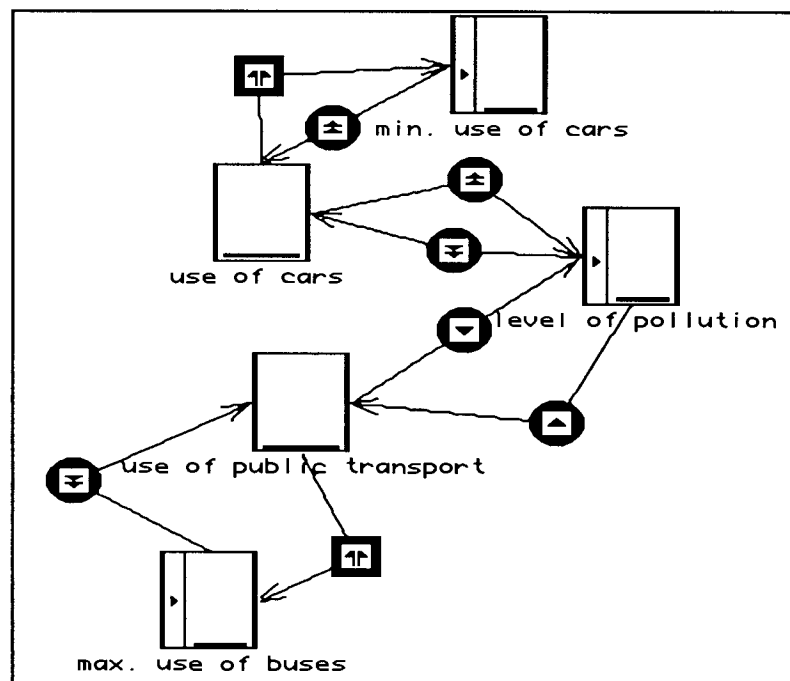 min. use of cars
use of cars
level of pollution
use of public transport
max. use of buses